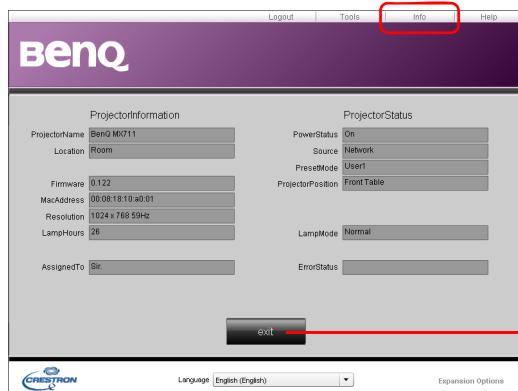 Logout Tools Info Help
BenQ
ProjectorInformation
ProjectorName BenQ MX711
Location Room
Firmware 0.122
MacAddress 00:08:18:10:a0:01
Resolution 1024 x 768 59Hz
LampHours 26
AssignedTo Sir.
ProjectorStatus
PowerStatus On
Source Network
PresetMode User1
ProjectorPosition Front Table
LampMode Normal
ErrorStatus
exit
CRESTRON
Language English (English)
Expansion Options